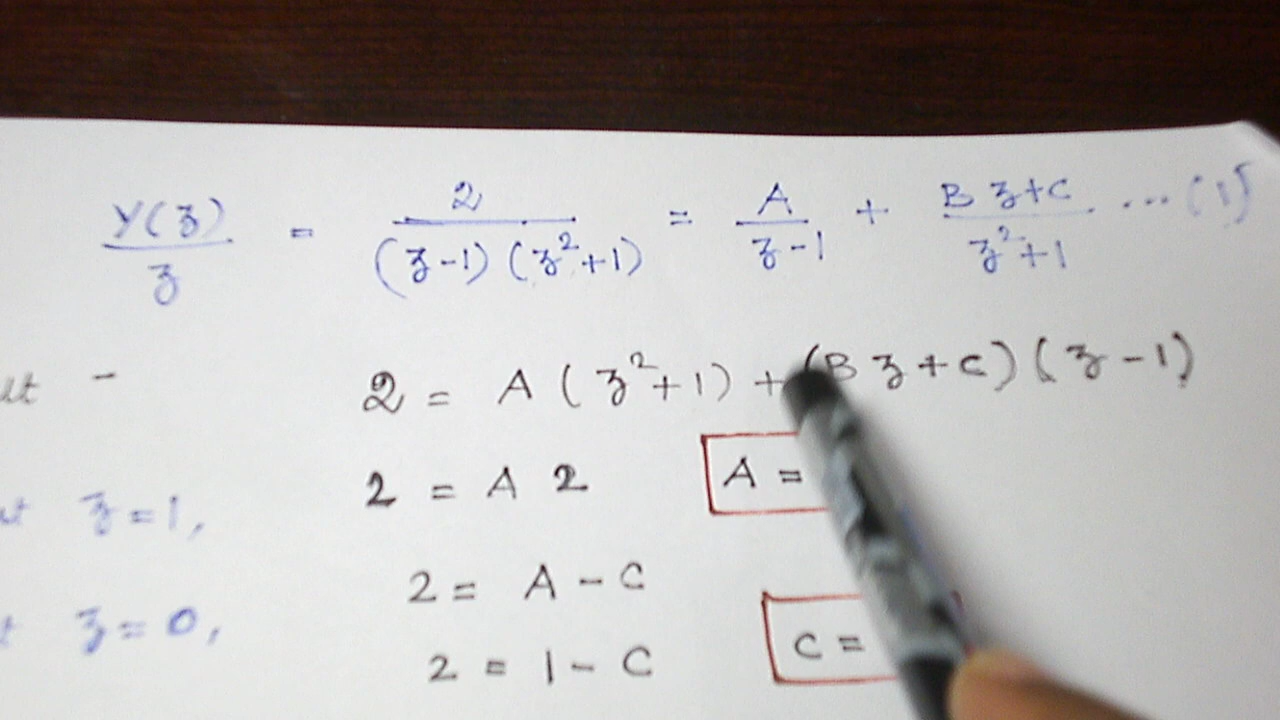 Y(z)/z = 2/((z-1)(z²+1)) = A/(z-1) + (Bz+C)/(z²+1) ... (1)
2 = A(z²+1) + (Bz+C)(z-1)
2 = A 2 A =
z=1,
2 = A - C
z=0,
2 = 1 - C C =